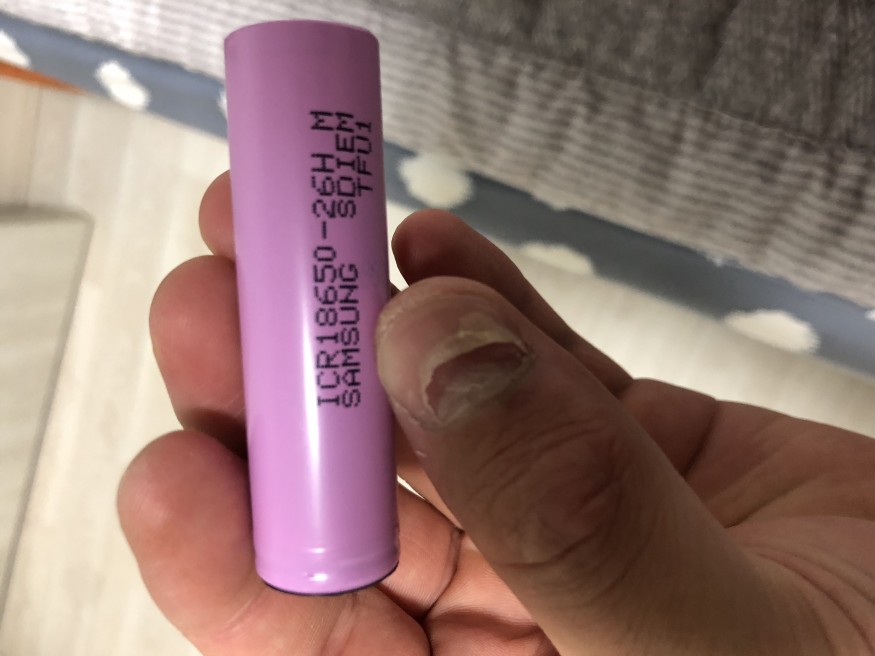 ICR18650-26H M
SAMSUNG SDIEM
TFU1